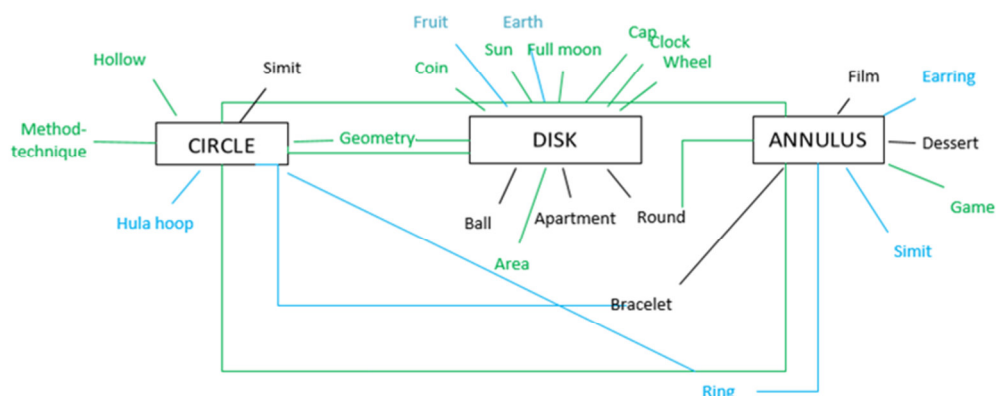 Fruit
Earth
Cap
Clock
Hollow
Sun
Full moon
Wheel
Simit
Coin
Film
Earring
Method-
technique
CIRCLE
Geometry
DISK
ANNULUS
Dessert
Hula hoop
Ball
Apartment
Round
Game
Simit
Area
Bracelet
Ring